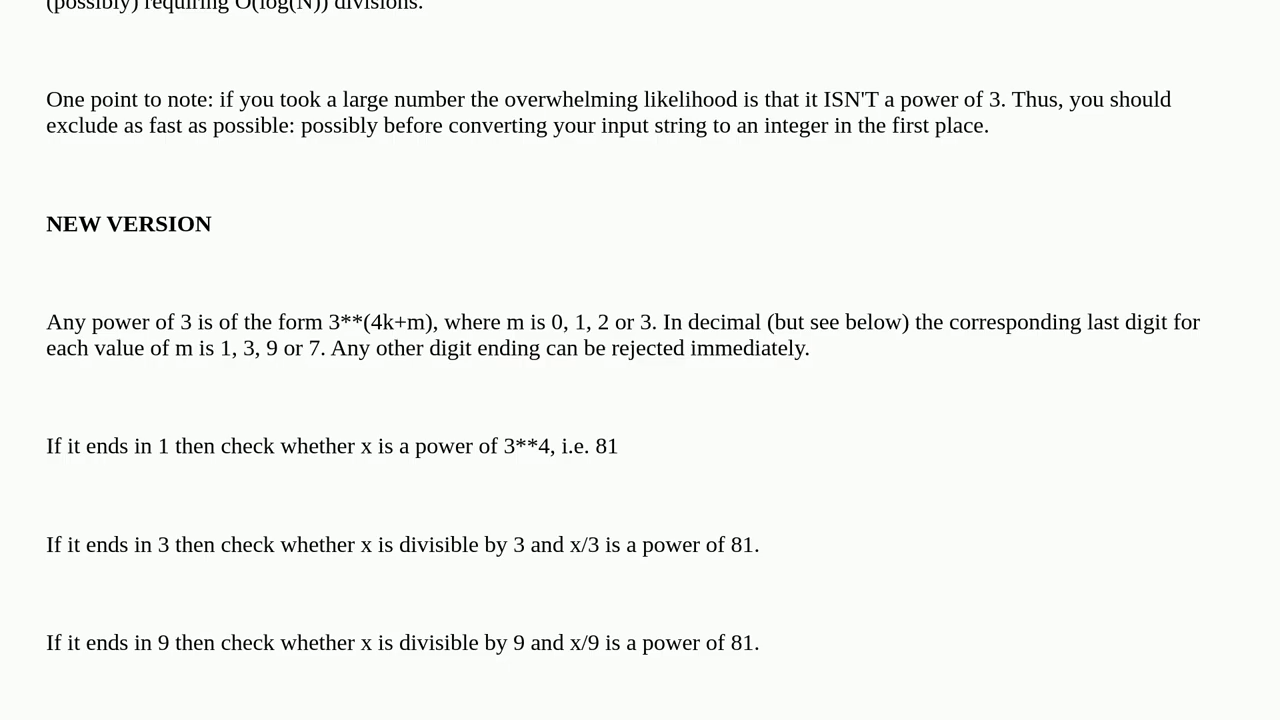 (possibly) requiring O(log(N)) divisions.
One point to note: if you took a large number the overwhelming likelihood is that it ISN'T a power of 3. Thus, you should
exclude as fast as possible: possibly before converting your input string to an integer in the first place.
NEW VERSION
Any power of 3 is of the form 3**(4k+m), where m is 0, 1, 2 or 3. In decimal (but see below) the corresponding last digit for
each value of m is 1, 3, 9 or 7. Any other digit ending can be rejected immediately.
If it ends in 1 then check whether x is a power of 3**4, i.e. 81
If it ends in 3 then check whether x is divisible by 3 and x/3 is a power of 81.
If it ends in 9 then check whether x is divisible by 9 and x/9 is a power of 81.